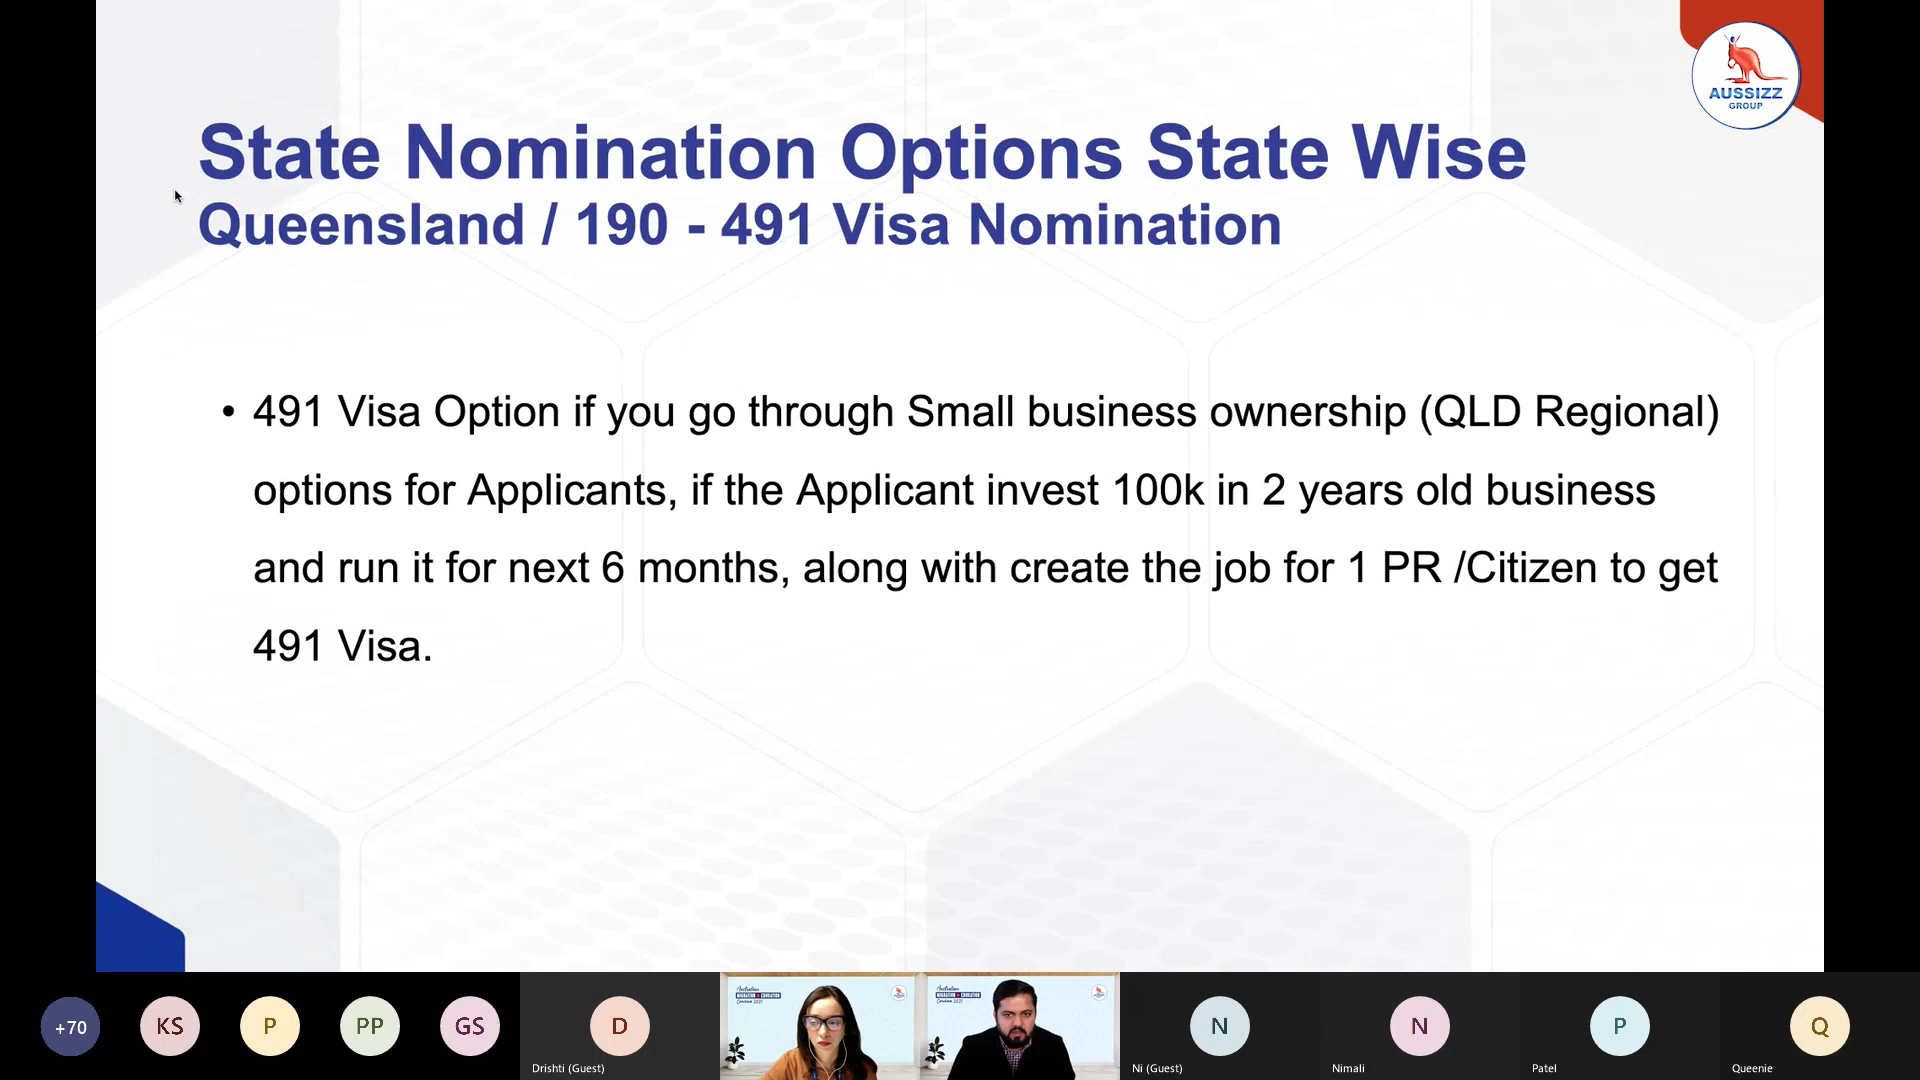 AUSSIZZ
GROUP
State Nomination Options State Wise
Queensland / 190 - 491 Visa Nomination
• 491 Visa Option if you go through Small business ownership (QLD Regional)
options for Applicants, if the Applicant invest 100k in 2 years old business
and run it for next 6 months, along with create the job for 1 PR /Citizen to get
491 Visa.
+70
KS
P
PP
GS
D
Drishti (Guest)
N
Ni (Guest)
N
Nimali
P
Patel
Q
Queenie